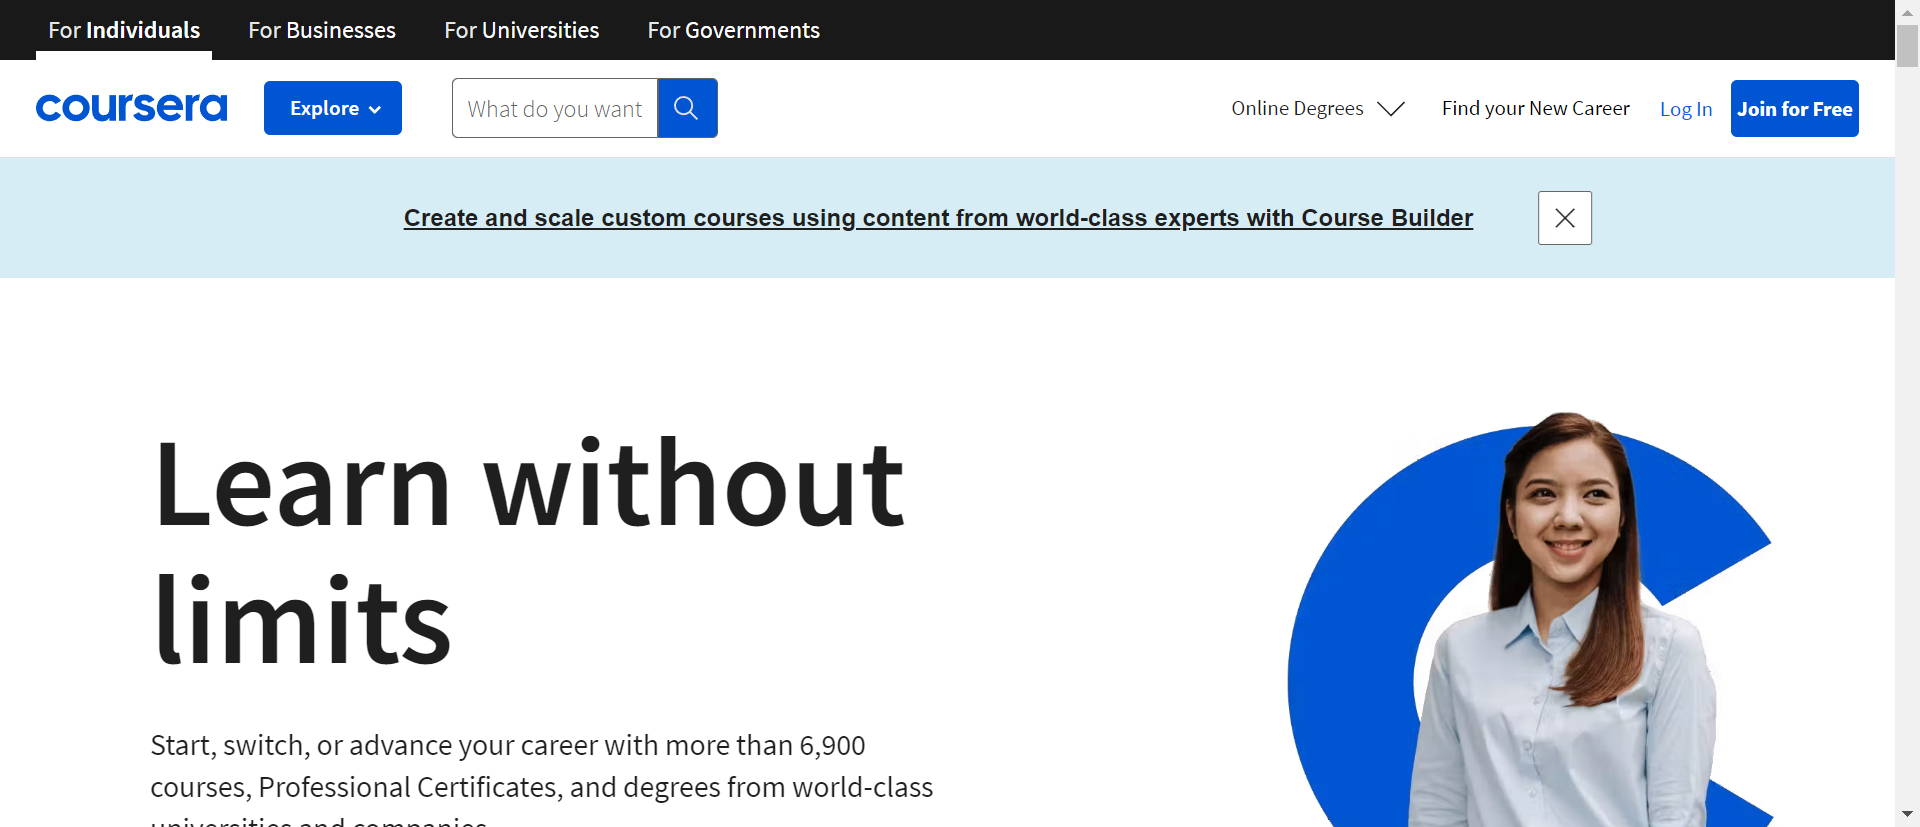 For Individuals For Businesses For Universities For Governments
coursera Explore What do you want Online Degrees Find your New Career Log In Join for Free
Create and scale custom courses using content from world-class experts with Course Builder
Learn without
limits
Start, switch, or advance your career with more than 6,900
courses, Professional Certificates, and degrees from world-class
universities and companies.